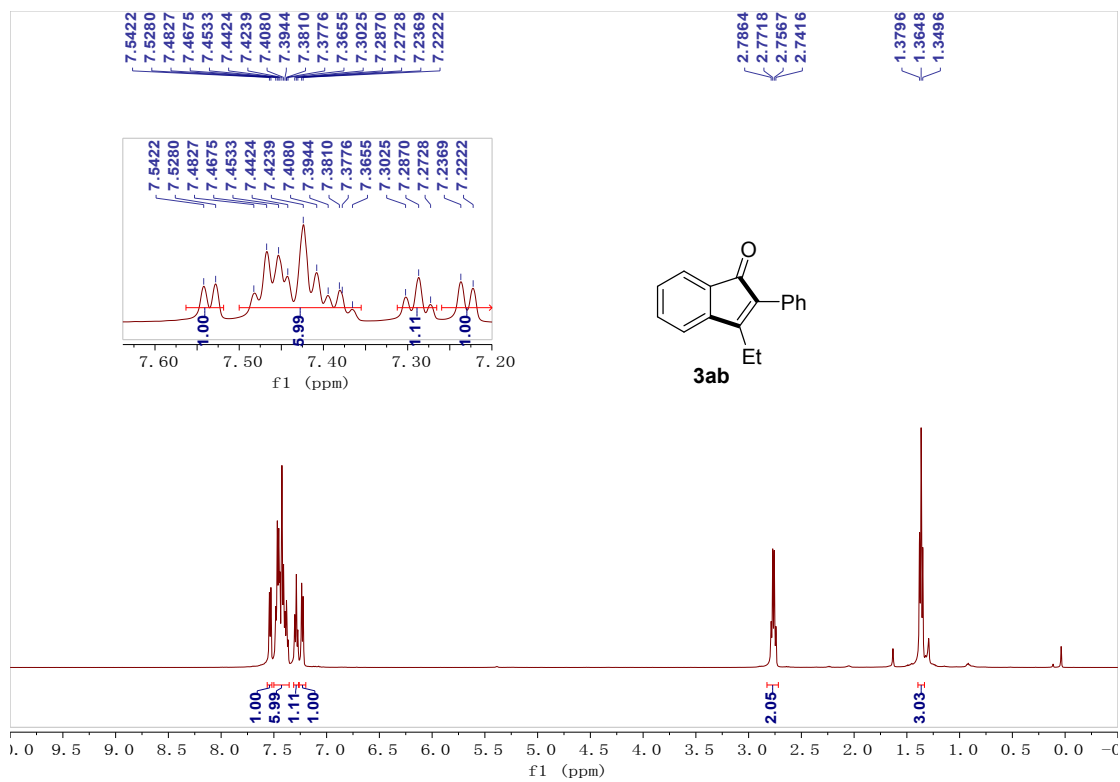 7.5422 7.5280 7.4827 7.4675 7.4533 7.4424 7.4239 7.4080 7.3944 7.3810 7.3776 7.3655 7.3025 7.2870 7.2728 7.2369 7.2222
2.7864 2.7718 2.7567 2.7416
1.3796 1.3648 1.3496
7.5422 7.5280 7.4827 7.4675 7.4533 7.4424 7.4239 7.4080 7.3944 7.3810 7.3776 7.3655 7.3025 7.2870 7.2728 7.2369 7.2222
1.00 5.99 1.11 1.00
7.60 7.50 7.40 7.30 7.20
f1 (ppm)
O
Ph
Et
3ab
1.00 5.99 1.11 1.00 2.05 3.03
9.5 9.0 8.5 8.0 7.5 7.0 6.5 6.0 5.5 5.0 4.5 4.0 3.5 3.0 2.5 2.0 1.5 1.0 0.5 0.0
f1 (ppm)